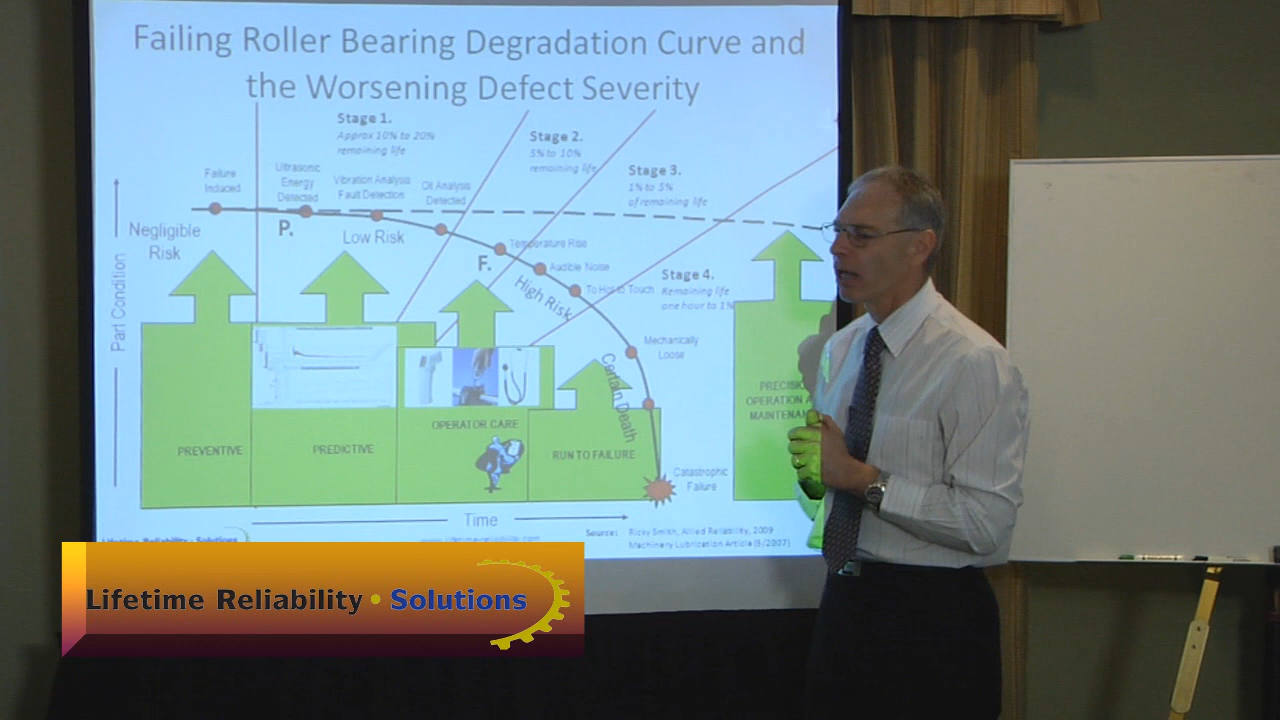 Failing Roller Bearing Degradation Curve and
the Worsening Defect Severity
Stage 1.
Approx 10% to 20%
remaining life
Stage 2.
5% to 10%
remaining life
Stage 3.
1% to 5%
of remaining life
Stage 4.
Remaining life
one hour to 1%
Failure
Induced
Ultrasonic
Energy
Detected
Vibration Analysis
Fault Detection
Oil Analysis
Detected
Negligible
Risk
P.
Low Risk
F.
Temperature Rise
Audible Noise
To Hot to Touch
High Risk
Mechanically
Loose
Certain Death
Catastrophic
Failure
Part Condition
PREVENTIVE
PREDICTIVE
OPERATOR CARE
RUN TO FAILURE
OPERATION
Time
Source: Ricky Smith, Allied Reliability, 2009
Machinery Lubrication Article (8/2007)
Lifetime Reliability • Solutions